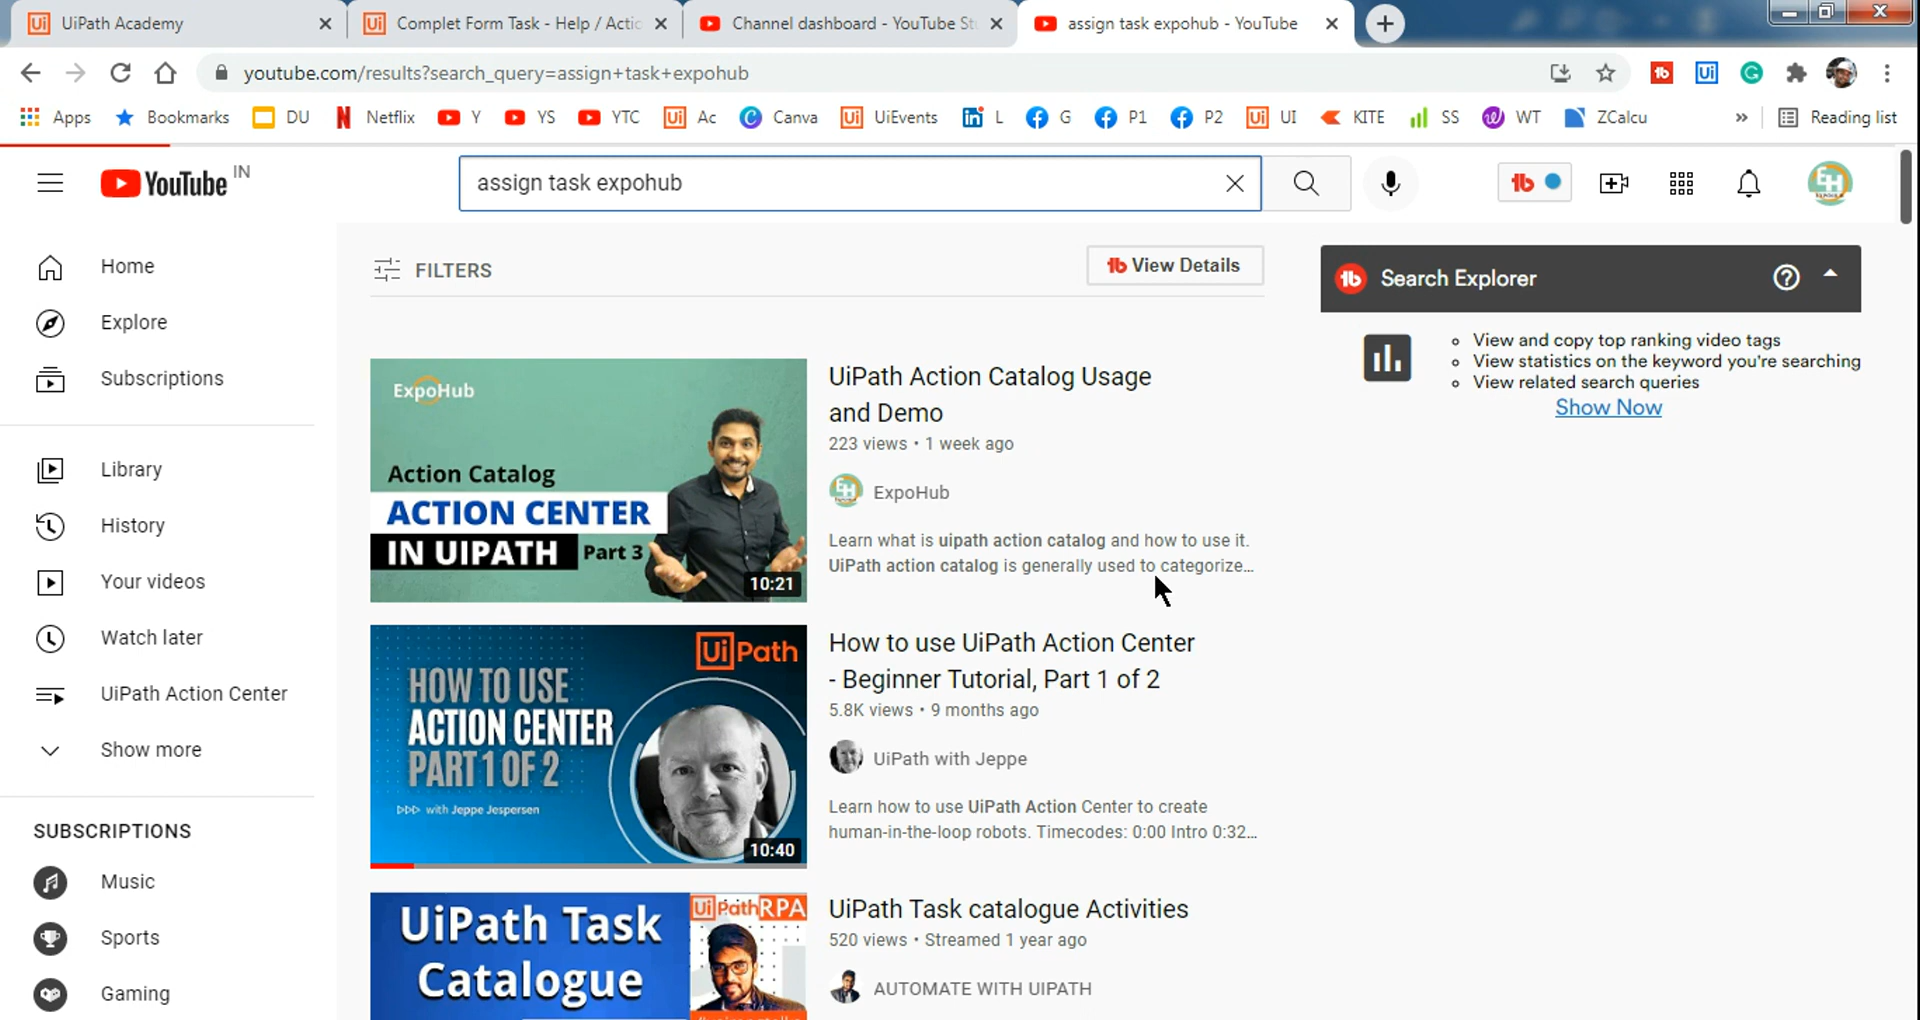 UiPath Academy
Complet Form Task - Help / Actio
Channel dashboard - YouTube St
assign task expohub - YouTube
youtube.com/results?search_query=assign+task+expohub
Apps
Bookmarks
DU
Netflix
Y
YS
YTC
Ac
Canva
UiEvents
L
G
P1
P2
UI
KITE
SS
WT
ZCalcu
»
Reading list
YouTube IN
assign task expohub
Home
Explore
Subscriptions
Library
History
Your videos
Watch later
UiPath Action Center
Show more
SUBSCRIPTIONS
Music
Sports
Gaming
FILTERS
View Details
ExpoHub
Action Catalog
ACTION CENTER
IN UIPATH Part 3
10:21
UiPath Action Catalog Usage
and Demo
223 views • 1 week ago
ExpoHub
Learn what is uipath action catalog and how to use it.
UiPath action catalog is generally used to categorize...
UiPath
HOW TO USE
ACTION CENTER
PART 1 OF 2
▷▷▷ with Jeppe Jespersen
10:40
How to use UiPath Action Center
- Beginner Tutorial, Part 1 of 2
5.8K views • 9 months ago
UiPath with Jeppe
Learn how to use UiPath Action Center to create
human-in-the-loop robots. Timecodes: 0:00 Intro 0:32...
UiPath Task
Catalogue
UiPathRPA
UiPath Task catalogue Activities
520 views • Streamed 1 year ago
AUTOMATE WITH UIPATH
Search Explorer
View and copy top ranking video tags
View statistics on the keyword you're searching
View related search queries
Show Now